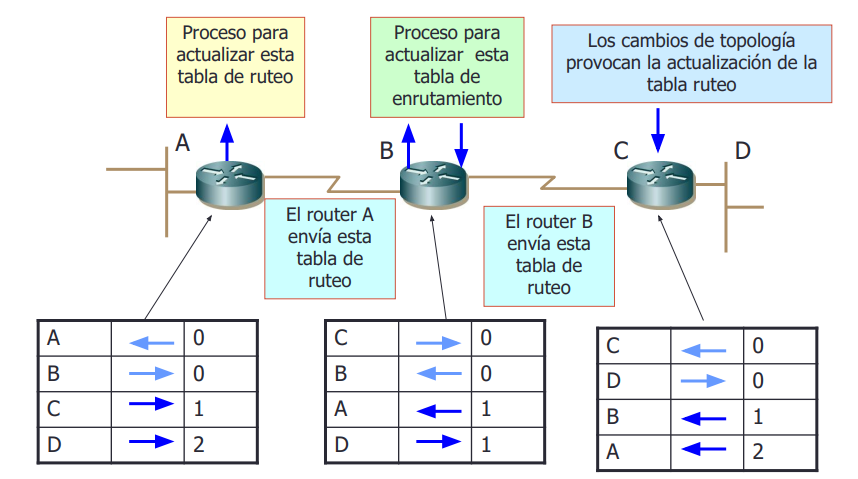 Proceso para
actualizar esta
tabla de ruteo
Proceso para
actualizar esta
tabla de
enrutamiento
Los cambios de topología
provocan la actualización de la
tabla ruteo
A
B
C
D
El router A
envía esta
tabla de
ruteo
El router B
envía esta
tabla de
ruteo
A 0
B 0
C 1
D 2
C 0
B 0
A 1
D 1
C 0
D 0
B 1
A 2